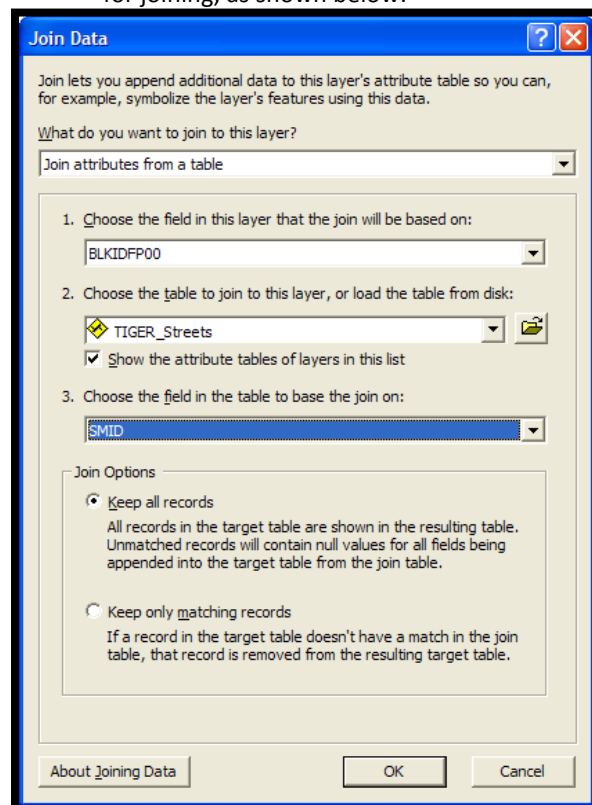 for joining, as shown below.
Join Data
Join lets you append additional data to this layer's attribute table so you can,
for example, symbolize the layer's features using this data.
What do you want to join to this layer?
Join attributes from a table
1. Choose the field in this layer that the join will be based on:
BLKIDFP00
2. Choose the table to join to this layer, or load the table from disk:
TIGER_Streets
Show the attribute tables of layers in this list
3. Choose the field in the table to base the join on:
SMID
Join Options
Keep all records
All records in the target table are shown in the resulting table.
Unmatched records will contain null values for all fields being
appended into the target table from the join table.
Keep only matching records
If a record in the target table doesn't have a match in the join
table, that record is removed from the resulting target table.
About Joining Data
OK
Cancel